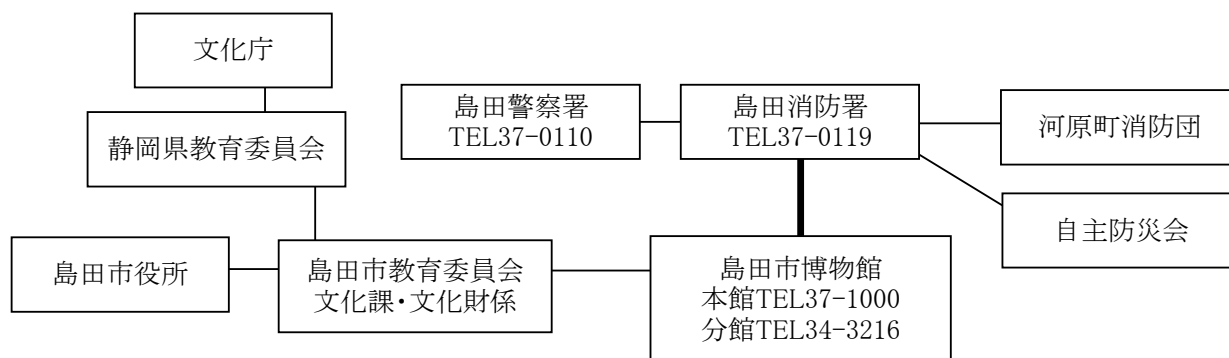 文化庁
静岡県教育委員会
島田警察署
TEL37-0110
島田消防署
TEL37-0119
河原町消防団
自主防災会
島田市役所
島田市教育委員会
文化課・文化財係
島田市博物館
本館TEL37-1000
分館TEL34-3216